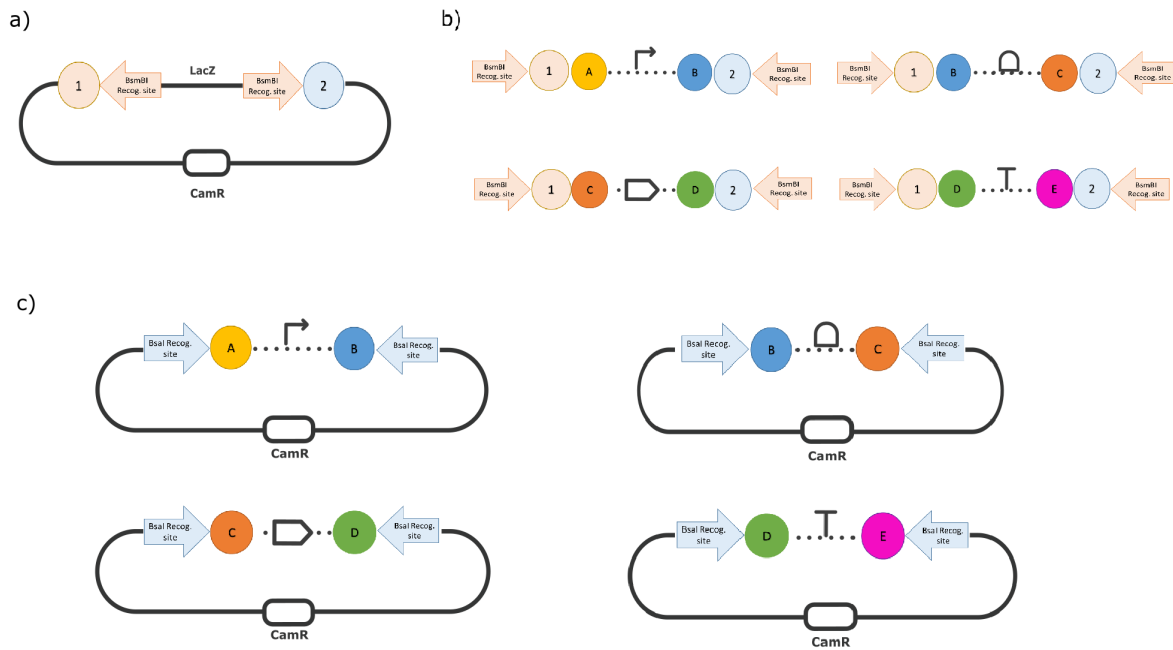 a)
LacZ
1
BsmBI
Recog. site
BsmBI
Recog. site
2
CamR
b)
BsmBI
Recog. site
1
A
B
2
BsmBI
Recog. site
BsmBI
Recog. site
1
B
C
2
BsmBI
Recog. site
BsmBI
Recog. site
1
C
D
2
BsmBI
Recog. site
BsmBI
Recog. site
1
D
E
2
BsmBI
Recog. site
c)
BsaI Recog.
site
A
B
BsaI Recog.
site
CamR
BsaI Recog.
site
B
C
BsaI Recog.
site
CamR
BsaI Recog.
site
C
D
BsaI Recog.
site
CamR
BsaI Recog.
site
D
E
BsaI Recog.
site
CamR